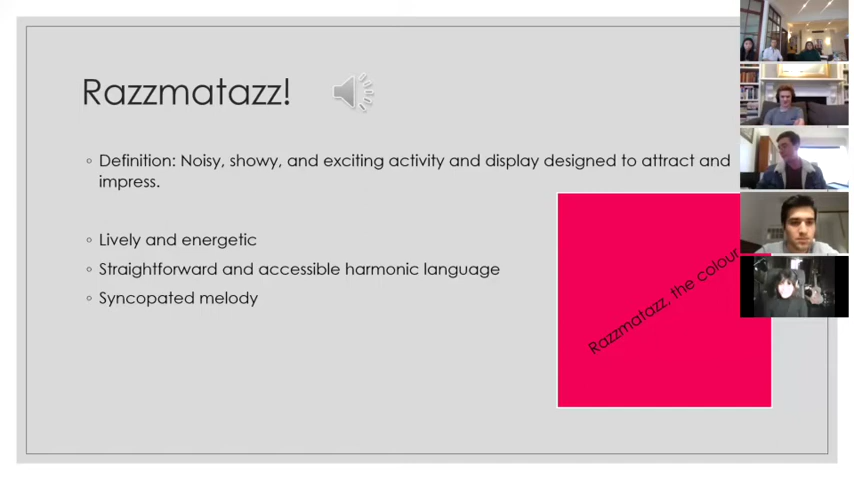 Razzmatazz!
◦ Definition: Noisy, showy, and exciting activity and display designed to attract and
impress.
◦ Lively and energetic
◦ Straightforward and accessible harmonic language
◦ Syncopated melody
Razzmatazz, the colour